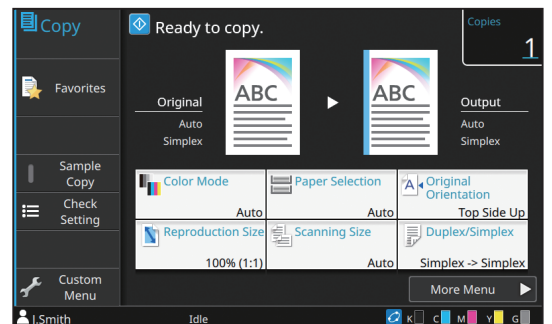 Copy
Ready to copy.
Copies
1
Favorites
Original
Auto
Simplex
ABC
ABC
Output
Auto
Simplex
Sample
Copy
Check
Setting
Custom
Menu
Color Mode
Auto
Paper Selection
Auto
Original
Orientation
Top Side Up
Reproduction Size
100% (1:1)
Scanning Size
Auto
Duplex/Simplex
Simplex -> Simplex
More Menu
J.Smith
Idle
K C M Y G